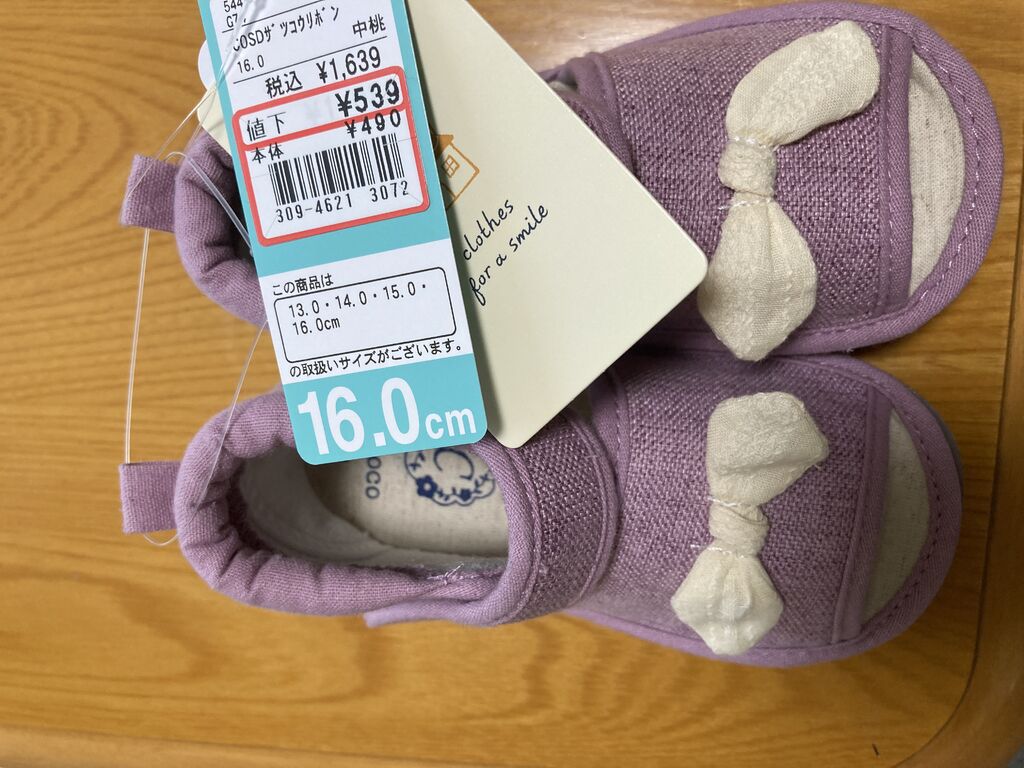 544
COSDザツコウリボン
16.0 中桃
税込 ¥1,639
¥539
値下 ¥490
本体
309-4621 3072
この商品は
13.0・14.0・15.0・
16.0cm
の取扱いサイズがございます。
16.0cm
clothes
for a smile
oco